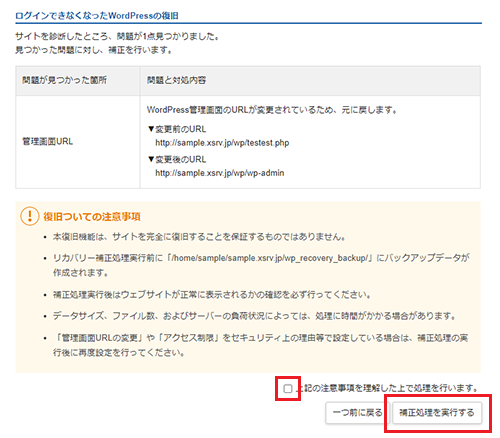 ログインできなくなったWordPressの復旧
サイトを診断したところ、問題が1点見つかりました。
見つかった問題に対し、補正を行います。
問題が見つかった箇所
問題と対処内容
管理画面URL
WordPress管理画面のURLが変更されているため、元に戻します。
▼変更前のURL
http://sample.xsrv.jp/wp/testest.php
▼変更後のURL
http://sample.xsrv.jp/wp/wp-admin
復旧ついての注意事項
• 本復旧機能は、サイトを完全に復旧することを保証するものではありません。
• リカバリー補正処理実行前に「/home/sample/sample.xsrv.jp/wp_recovery_backup/」にバックアップデータが
作成されます。
• 補正処理実行後はウェブサイトが正常に表示されるかの確認を必ず行ってください。
• データサイズ、ファイル数、およびサーバーの負荷状況によっては、処理に時間がかかる場合があります。
• 「管理画面URLの変更」や「アクセス制限」をセキュリティ上の理由等で設定している場合は、補正処理の実
行後に再度設定を行ってください。
上記の注意事項を理解した上で処理を行います。
一つ前に戻る
補正処理を実行する